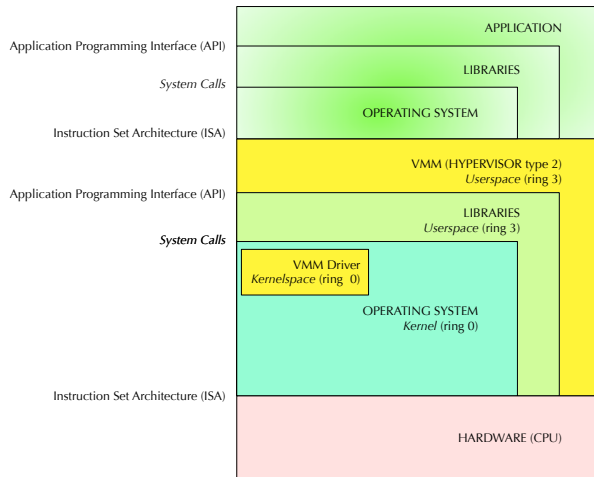 APPLICATION
Application Programming Interface (API)
LIBRARIES
System Calls
OPERATING SYSTEM
Instruction Set Architecture (ISA)
VMM (HYPERVISOR type 2)
Userspace (ring 3)
Application Programming Interface (API)
LIBRARIES
Userspace (ring 3)
System Calls
VMM Driver
Kernelspace (ring 0)
OPERATING SYSTEM
Kernel (ring 0)
Instruction Set Architecture (ISA)
HARDWARE (CPU)